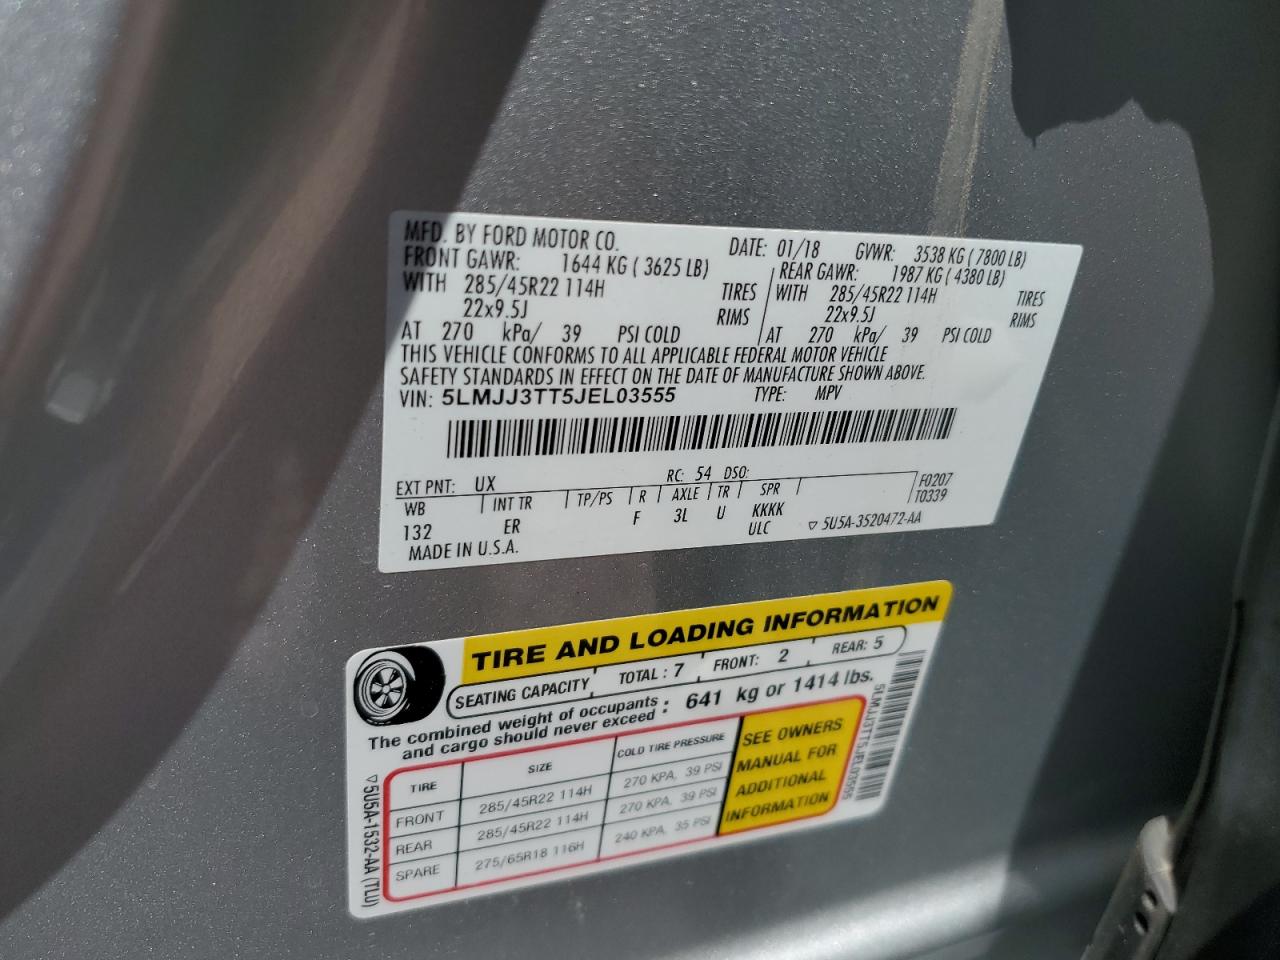 MFD. BY FORD MOTOR CO.
DATE: 01/18 GVWR: 3538 KG (7800 LB)
FRONT GAWR: 1644 KG (3625 LB)
WITH 285/45R22 114H TIRES
22x9.5J RIMS
AT 270 kPa/ 39 PSI COLD
REAR GAWR: 1987 KG (4380 LB)
WITH 285/45R22 114H TIRES
22x9.5J RIMS
AT 270 kPa/ 39 PSI COLD
THIS VEHICLE CONFORMS TO ALL APPLICABLE FEDERAL MOTOR VEHICLE
SAFETY STANDARDS IN EFFECT ON THE DATE OF MANUFACTURE SHOWN ABOVE.
VIN: 5LMJJ3TT5JEL03555 TYPE: MPV
EXT PNT: UX RC: 54 DSO:
WB INT TR TP/PS R AXLE TR SPR
132 ER F 3L U KKKK
ULC
F0207
T0339
▽ 5U5A-3520472-AA
MADE IN U.S.A.
TIRE AND LOADING INFORMATION
SEATING CAPACITY TOTAL: 7 FRONT: 2 REAR: 5
The combined weight of occupants and cargo should never exceed : 641 kg or 1414 lbs.
TIRE SIZE COLD TIRE PRESSURE
FRONT 285/45R22 114H 270 KPA, 39 PSI
REAR 285/45R22 114H 270 KPA, 39 PSI
SPARE 275/65R18 116H 240 KPA, 35 PSI
SEE OWNERS
MANUAL FOR
ADDITIONAL
INFORMATION
5LMJJ3TT5JEL03555
▽5U5A-1532-AA (TLU)